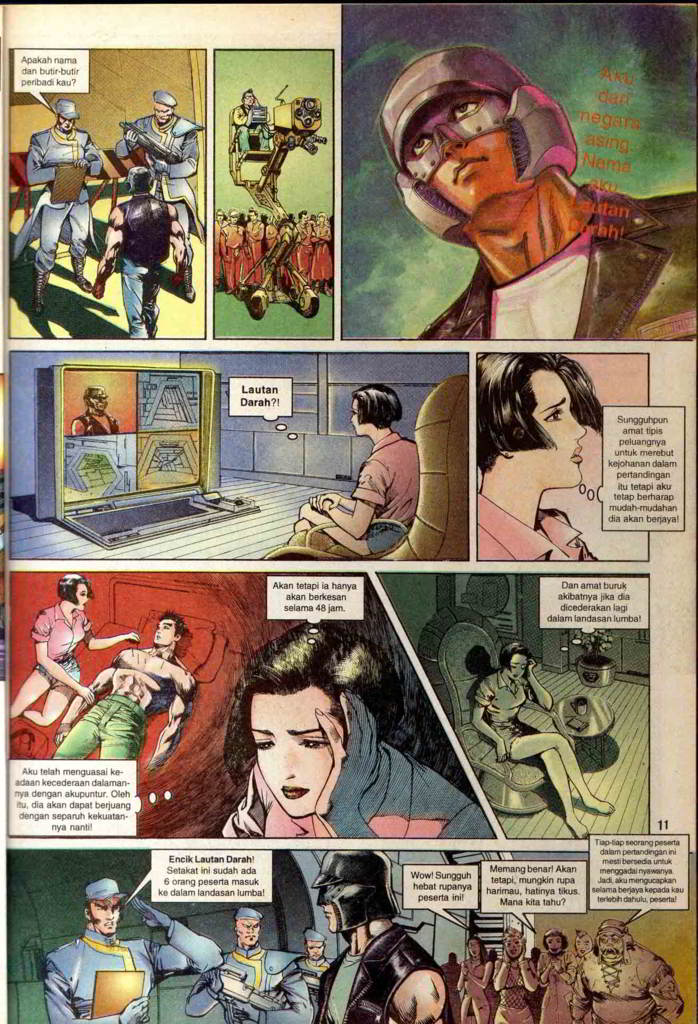 Apakah nama
dan butir-butir
peribadi kau?
Aku
dari
negara
asing
Nama
aku
Lautan
Darah!
Lautan
Darah?!
Sungguhpun
amat tipis
peluangnya
untuk merebut
kejohanan dalam
pertandingan
itu tetapi aku
tetap berharap
mudah-mudahan
dia akan berjaya!
Akan tetapi ia hanya
akan berkesan
selama 48 jam.
Dan amat buruk
akibatnya jika dia
dicederakan lagi
dalam landasan lumba!
Aku telah menguasai ke-
adaan kecederaan dalaman-
nya dengan akupuntur. Oleh
itu, dia akan dapat berjuang
dengan separuh kekuatan-
nya nanti!
11
Encik Lautan Darah!
Setakat ini sudah ada
6 orang peserta masuk
ke dalam landasan lumba!
Wow! Sungguh
hebat rupanya
peserta ini!
Memang benar! Akan
tetapi, mungkin rupa
harimau, hatinya tikus.
Mana kita tahu?
Tiap-tiap seorang peserta
dalam pertandingan ini
mesti bersedia untuk
menggadai nyawanya.
Jadi, aku mengucapkan
selama berjaya kepada kau
terlebih dahulu, peserta!